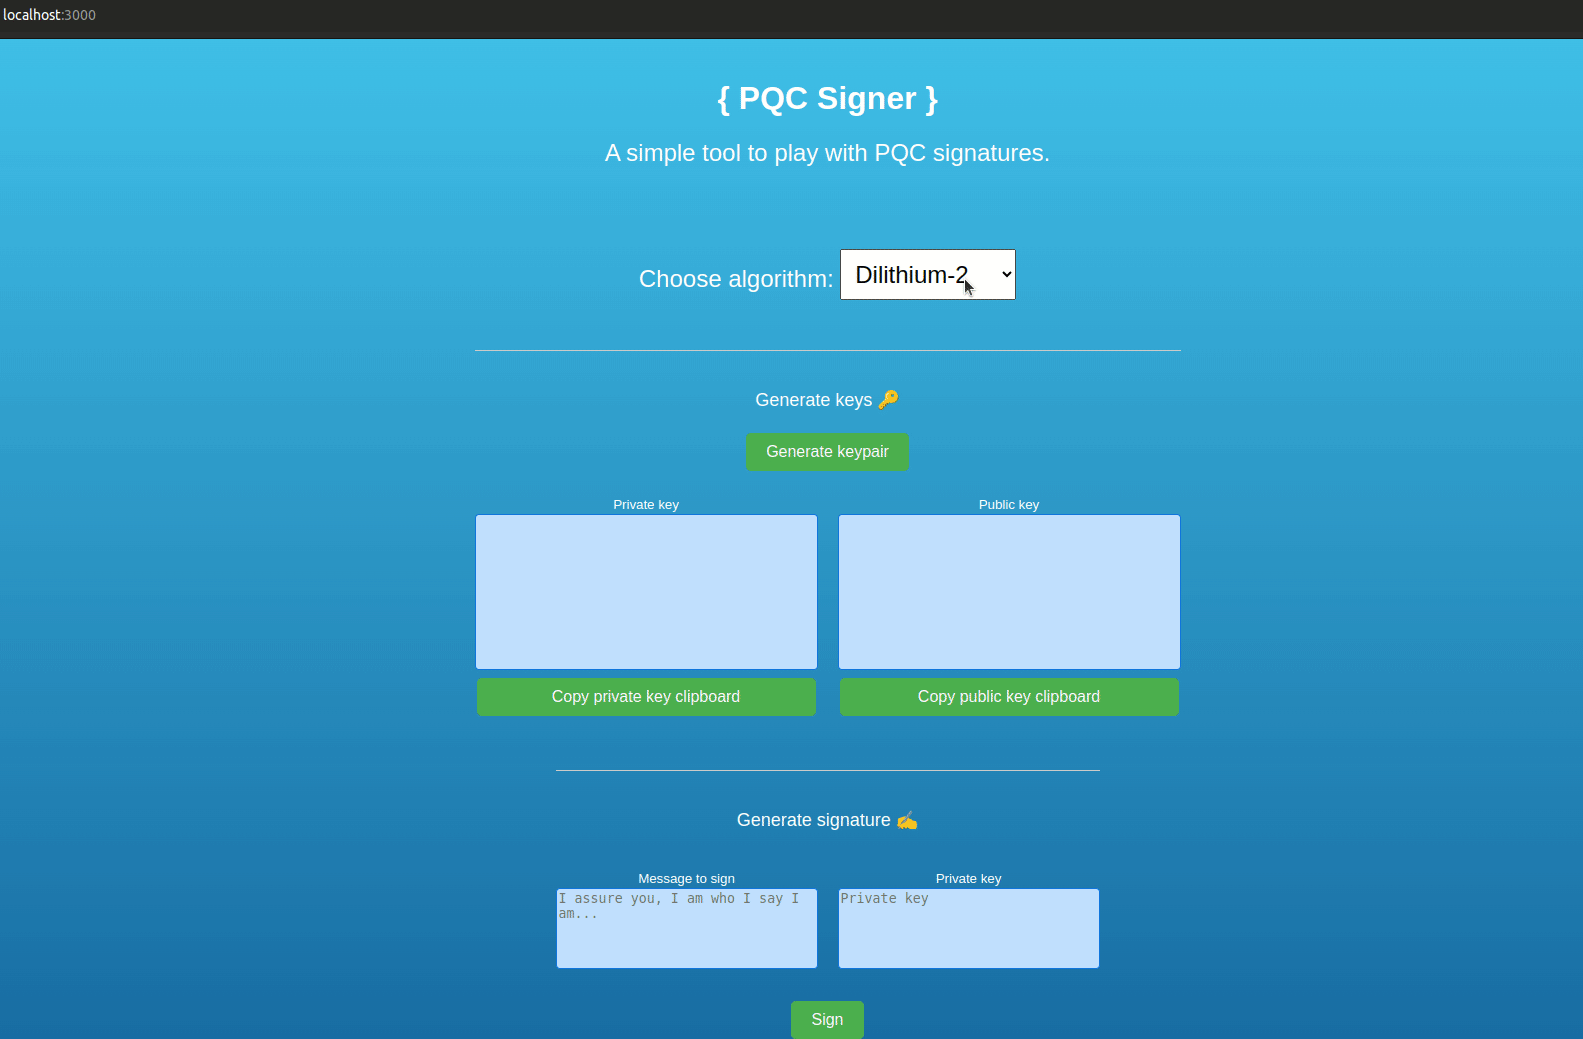 localhost:3000
{ PQC Signer }
A simple tool to play with PQC signatures.
Choose algorithm: Dilithium-2
Generate keys 🔑
Generate keypair
Private key
Public key
Copy private key clipboard
Copy public key clipboard
Generate signature ✍
Message to sign
Private key
I assure you, I am who I say I
am...
Private key
Sign